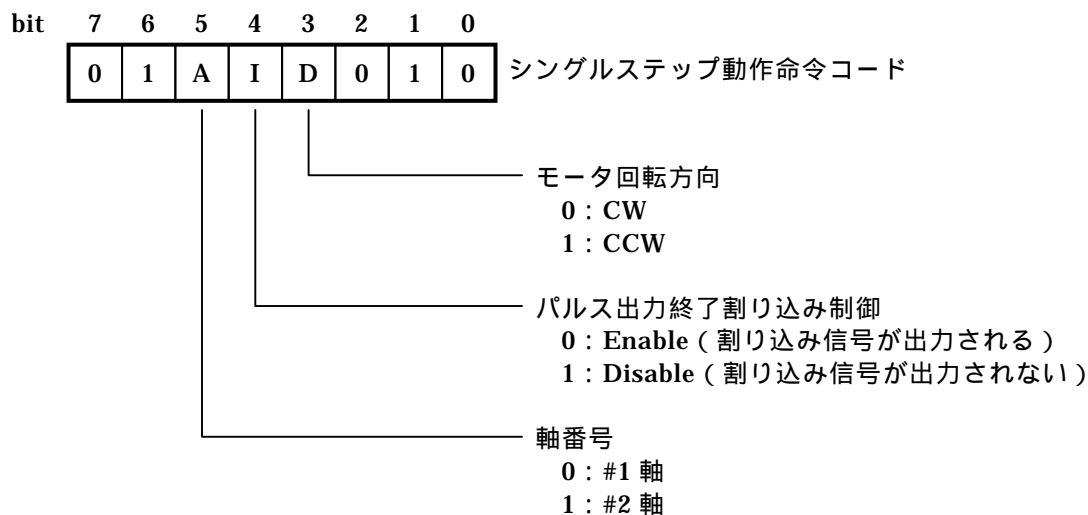 bit 7 6 5 4 3 2 1 0
0 1 A I D 0 1 0 シングルステップ動作命令コード
モータ回転方向
0：CW
1：CCW
パルス出力終了割り込み制御
0：Enable（割り込み信号が出力される）
1：Disable（割り込み信号が出力されない）
軸番号
0：#1 軸
1：#2 軸